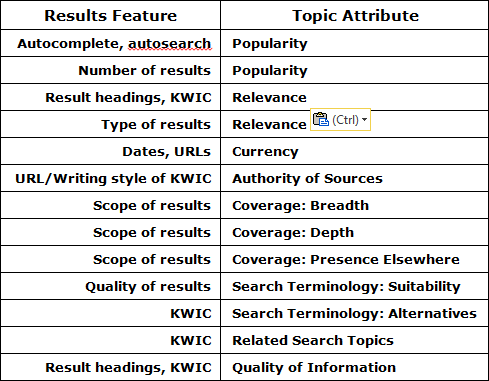 Results Feature Topic Attribute
Autocomplete, autosearch Popularity
Number of results Popularity
Result headings, KWIC Relevance
Type of results Relevance (Ctrl)
Dates, URLs Currency
URL/Writing style of KWIC Authority of Sources
Scope of results Coverage: Breadth
Scope of results Coverage: Depth
Scope of results Coverage: Presence Elsewhere
Quality of results Search Terminology: Suitability
KWIC Search Terminology: Alternatives
KWIC Related Search Topics
Result headings, KWIC Quality of Information